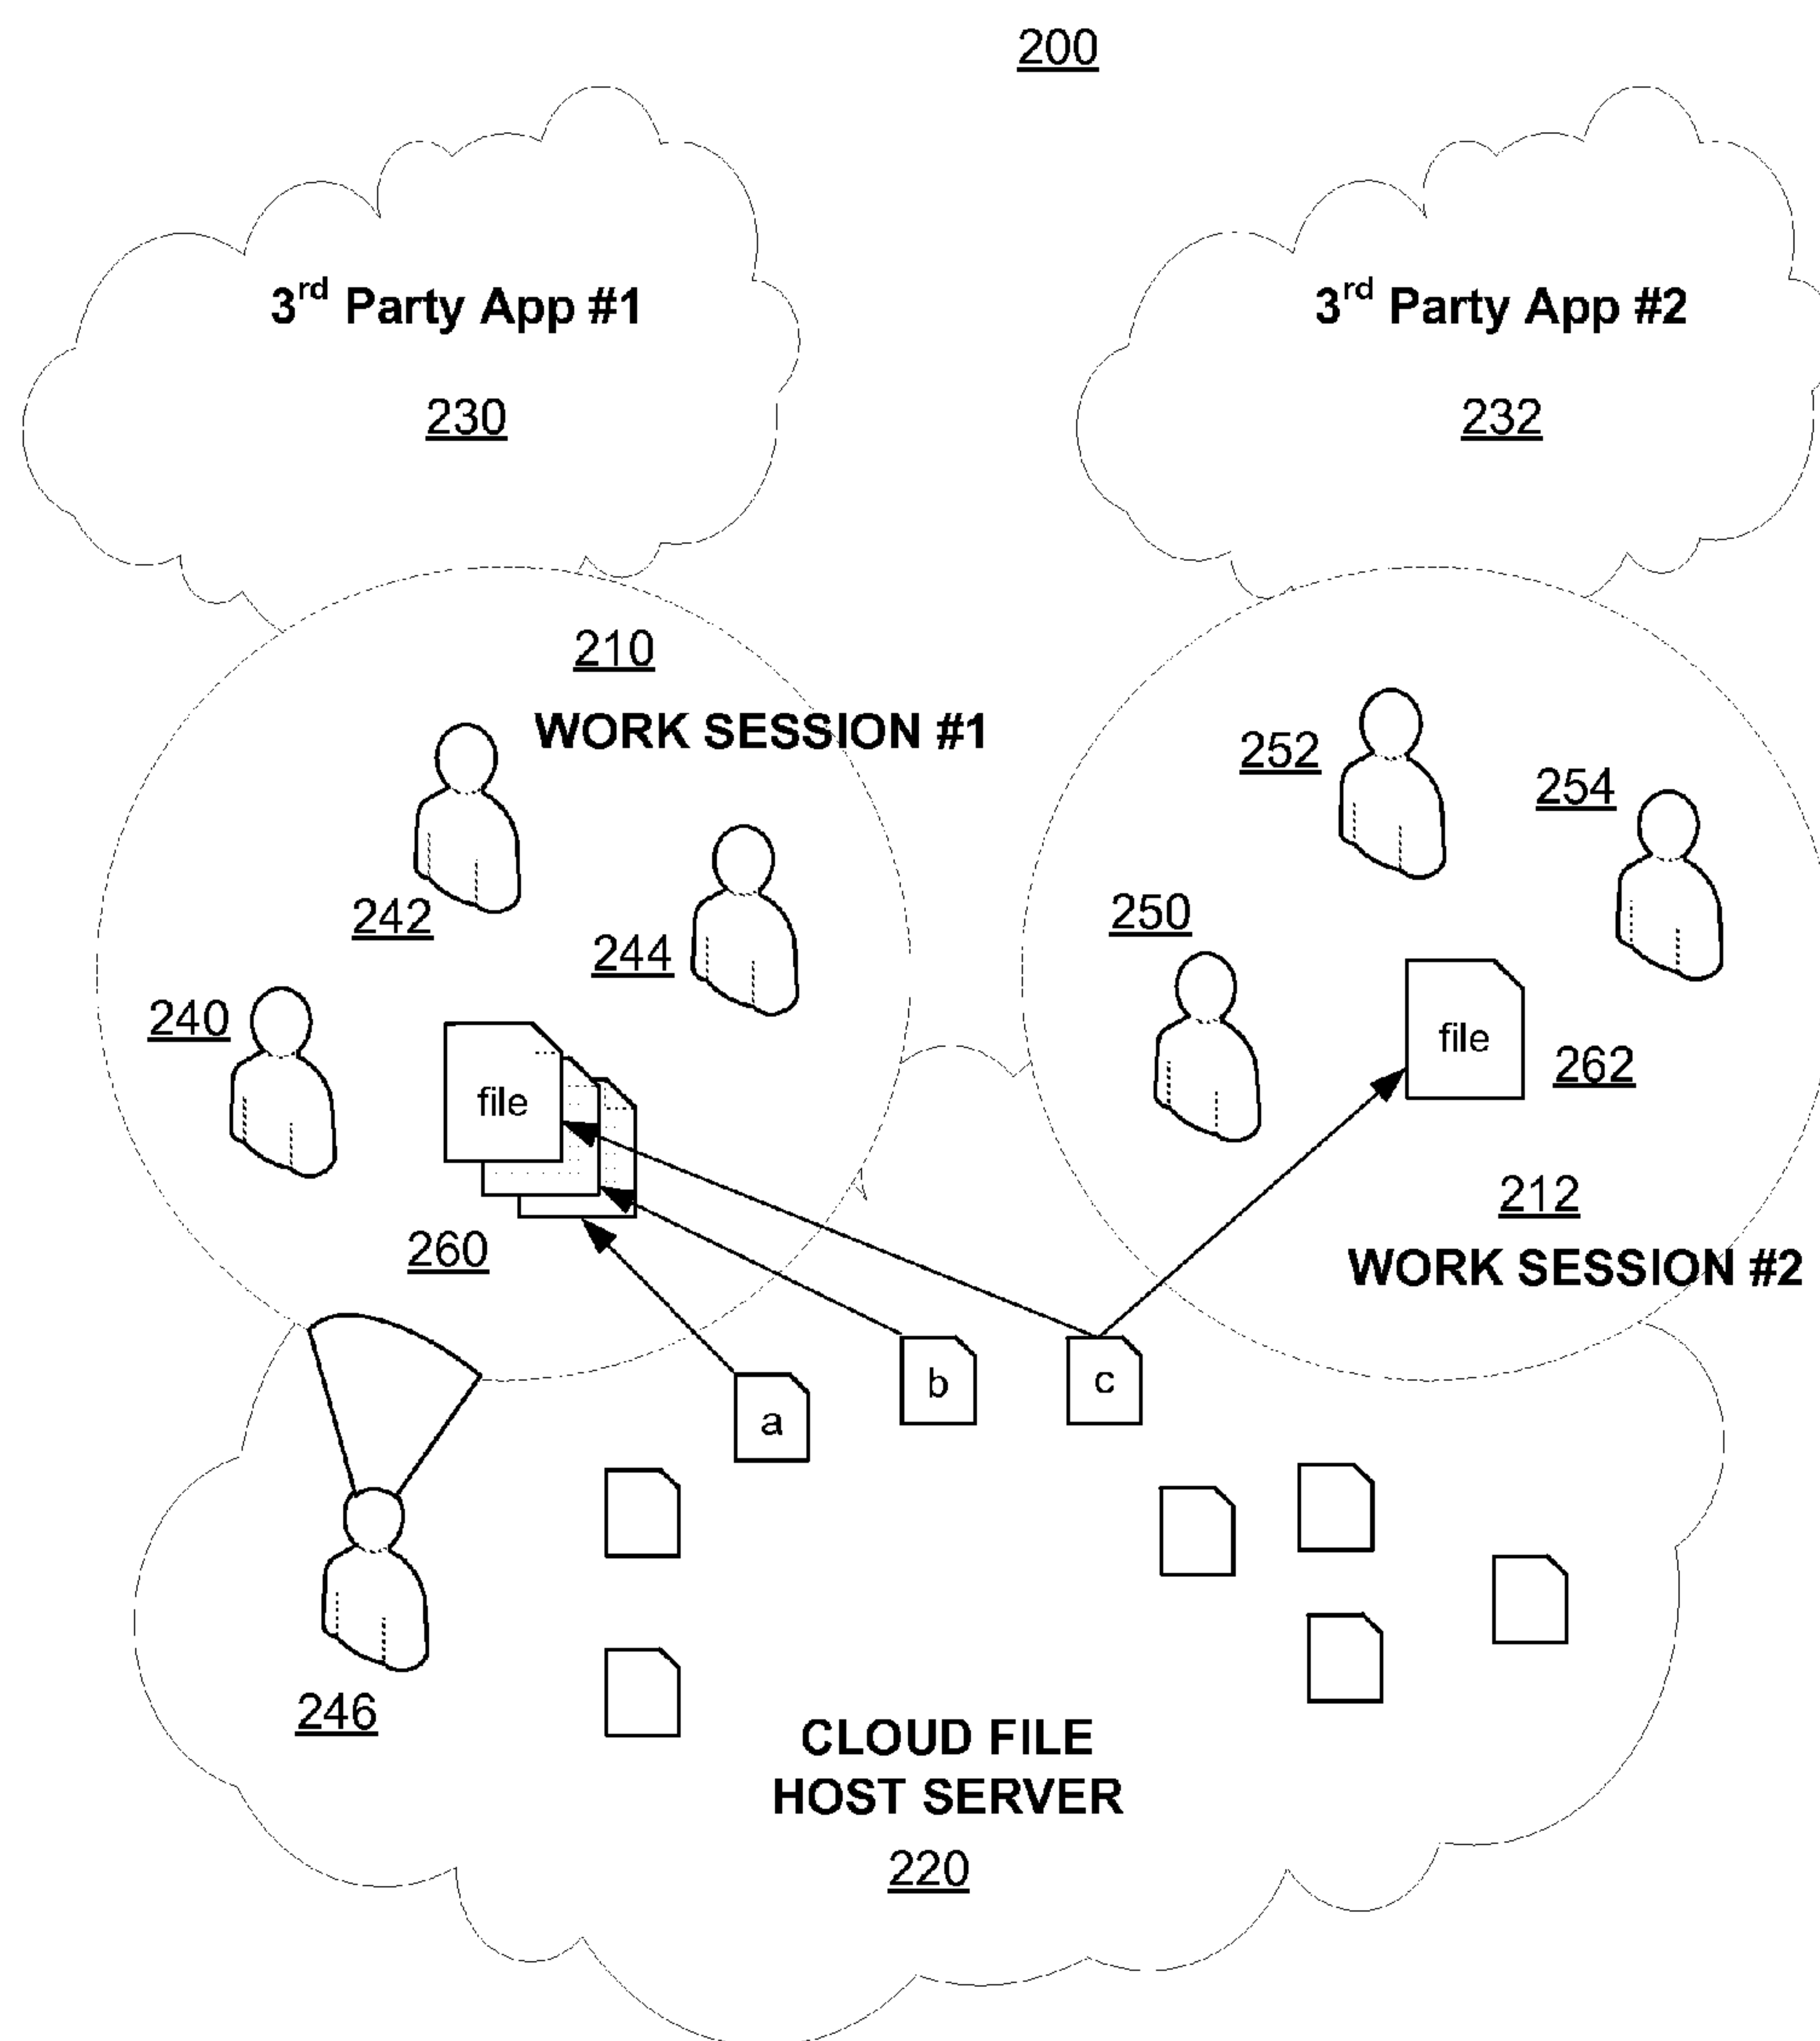 200
3rd Party App #1
230
3rd Party App #2
232
210
WORK SESSION #1
252
254
242
244
250
240
file
file
262
260
212
WORK SESSION #2
a
b
c
246
CLOUD FILE
HOST SERVER
220